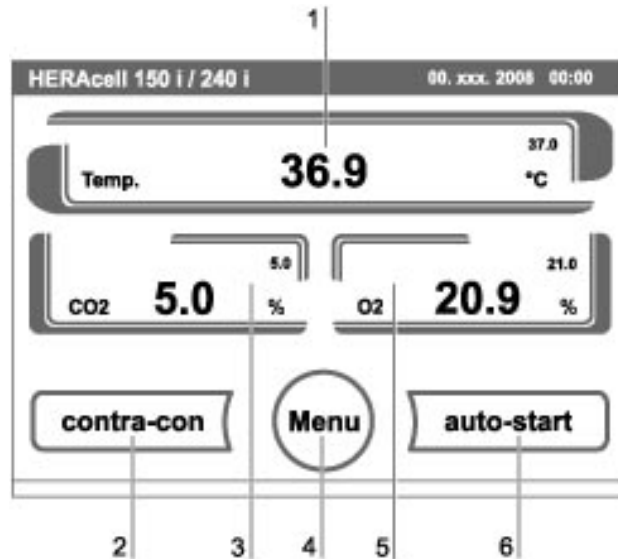 1
HERAcell 150 i / 240 i 00. xxx. 2008 00:00
37.0
Temp. 36.9 °C
5.0 21.0
CO2 5.0 % O2 20.9 %
contra-con Menu auto-start
2 3 4 5 6